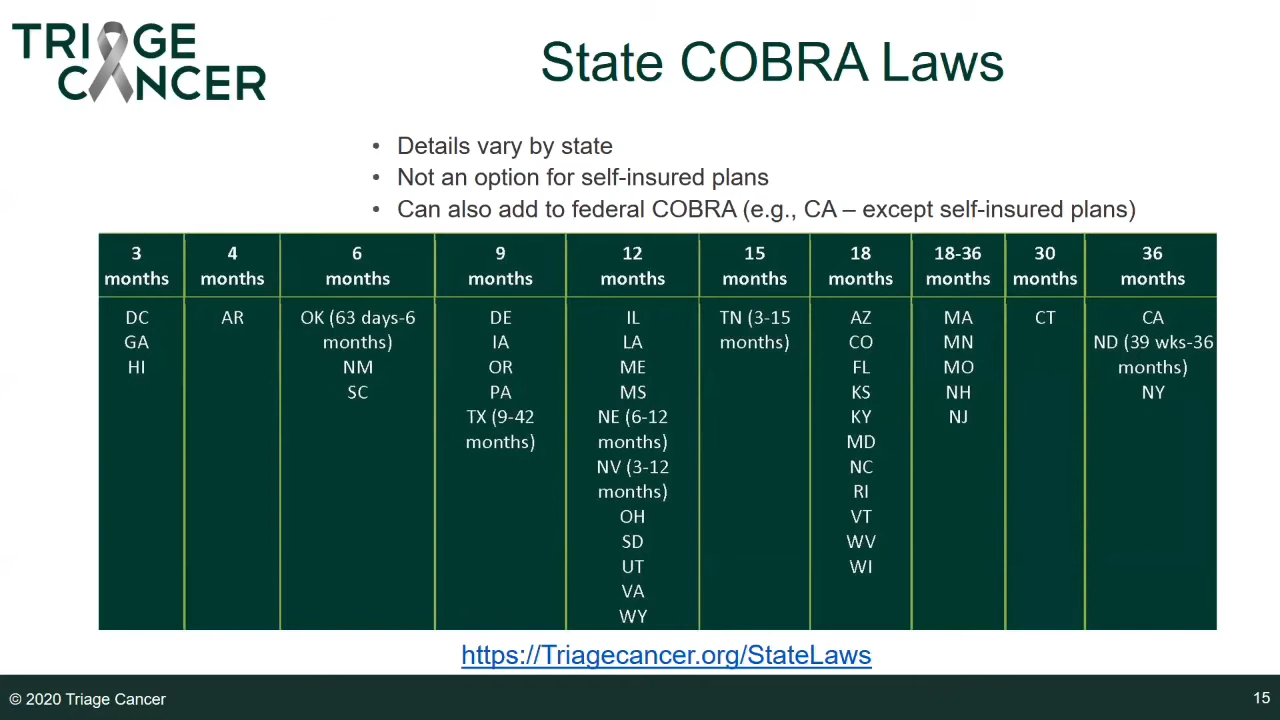 TRIAGE
CANCER
State COBRA Laws
• Details vary by state
• Not an option for self-insured plans
• Can also add to federal COBRA (e.g., CA – except self-insured plans)
3
months
4
months
6
months
9
months
12
months
15
months
18
months
18-36
months
30
months
36
months
DC
GA
HI
AR
OK (63 days-6
months)
NM
SC
DE
IA
OR
PA
TX (9-42
months)
IL
LA
ME
MS
NE (6-12
months)
NV (3-12
months)
OH
SD
UT
VA
WY
TN (3-15
months)
AZ
CO
FL
KS
KY
MD
NC
RI
VT
WV
WI
MA
MN
MO
NH
NJ
CT
CA
ND (39 wks-36
months)
NY
https://Triagecancer.org/StateLaws
© 2020 Triage Cancer
15